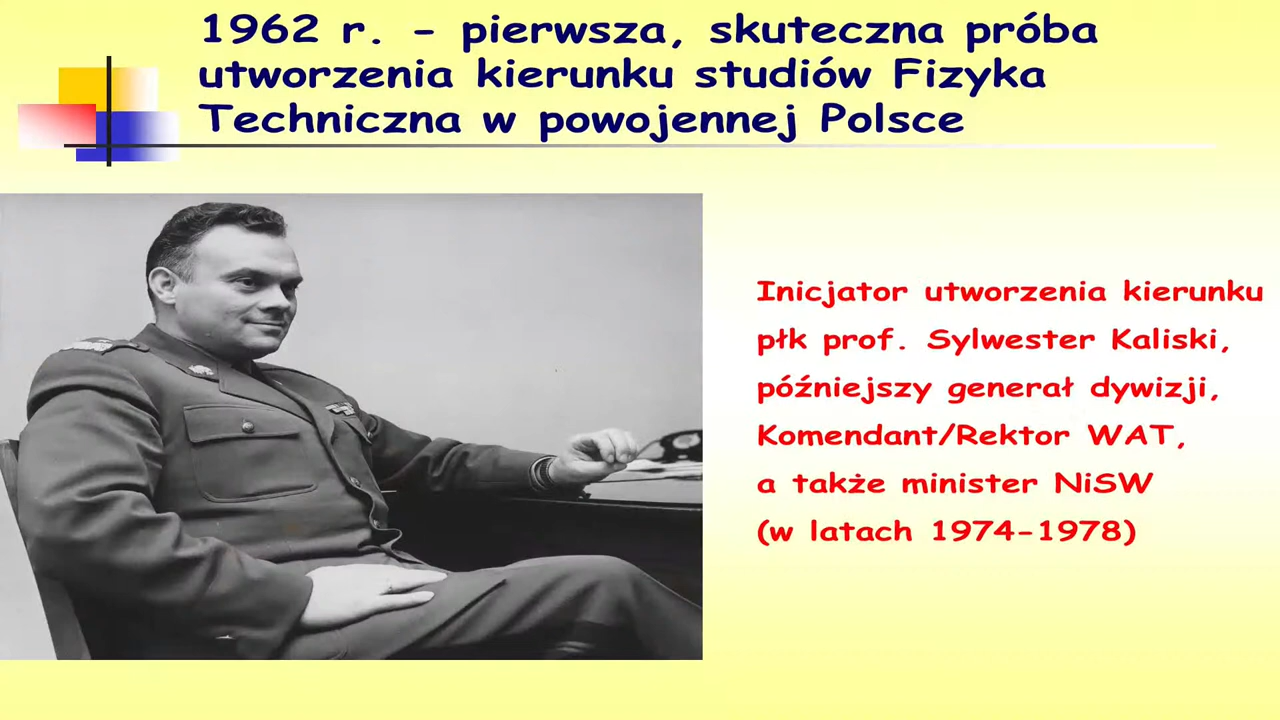 1962 r. - pierwsza, skuteczna próba
utworzenia kierunku studiów Fizyka
Techniczna w powojennej Polsce
Inicjator utworzenia kierunku
płk prof. Sylwester Kaliski,
późniejszy generał dywizji,
Komendant/Rektor WAT,
a także minister NiSW
(w latach 1974-1978)